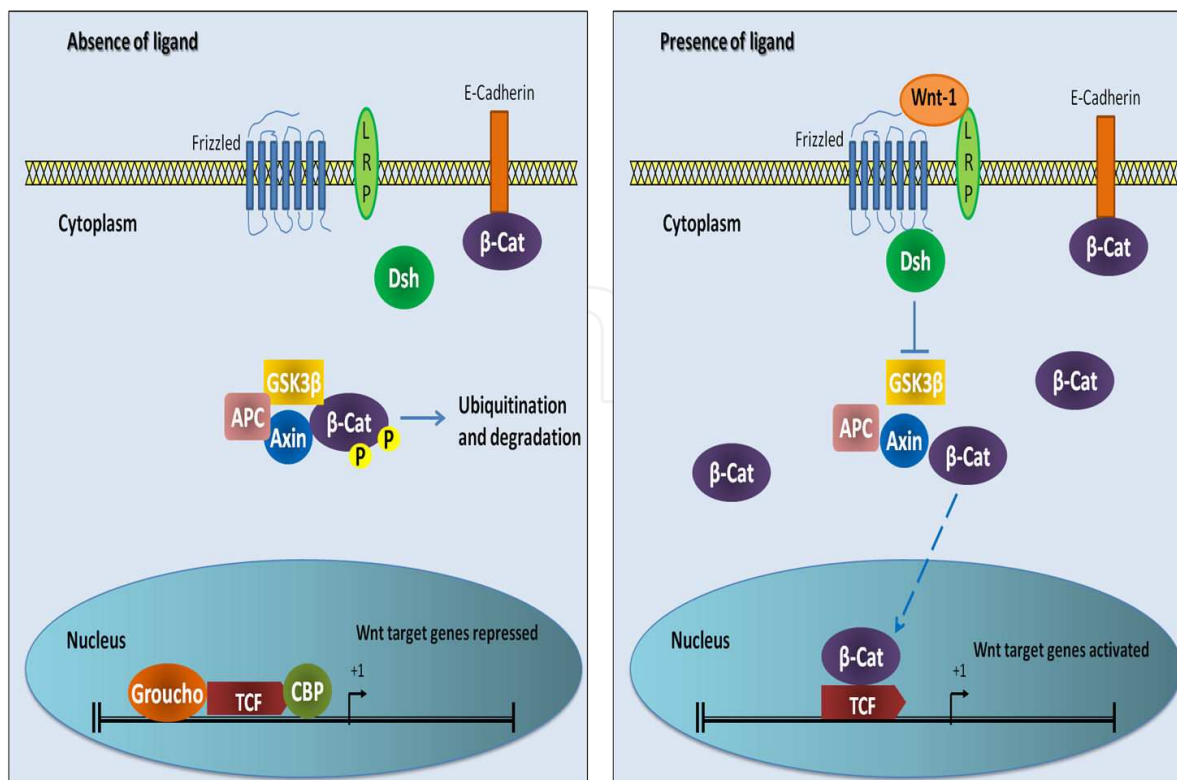 Absence of ligand
E-Cadherin
Frizzled
L
R
P
Cytoplasm
β-Cat
Dsh
GSK3β
APC
Axin
β-Cat
P
P
Ubiquitination
and degradation
Nucleus
Wnt target genes repressed
Groucho
TCF
CBP
+1
Presence of ligand
Wnt-1
E-Cadherin
Frizzled
L
R
P
Cytoplasm
β-Cat
Dsh
GSK3β
β-Cat
APC
Axin
β-Cat
β-Cat
Nucleus
Wnt target genes activated
β-Cat
TCF
+1